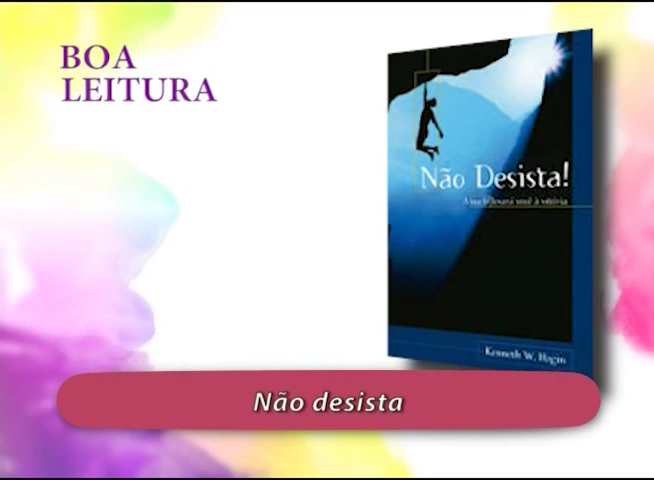 BOA
LEITURA
Não Desista!
A sua fé levará você à vitória
Kenneth W. Hagin
Não desista